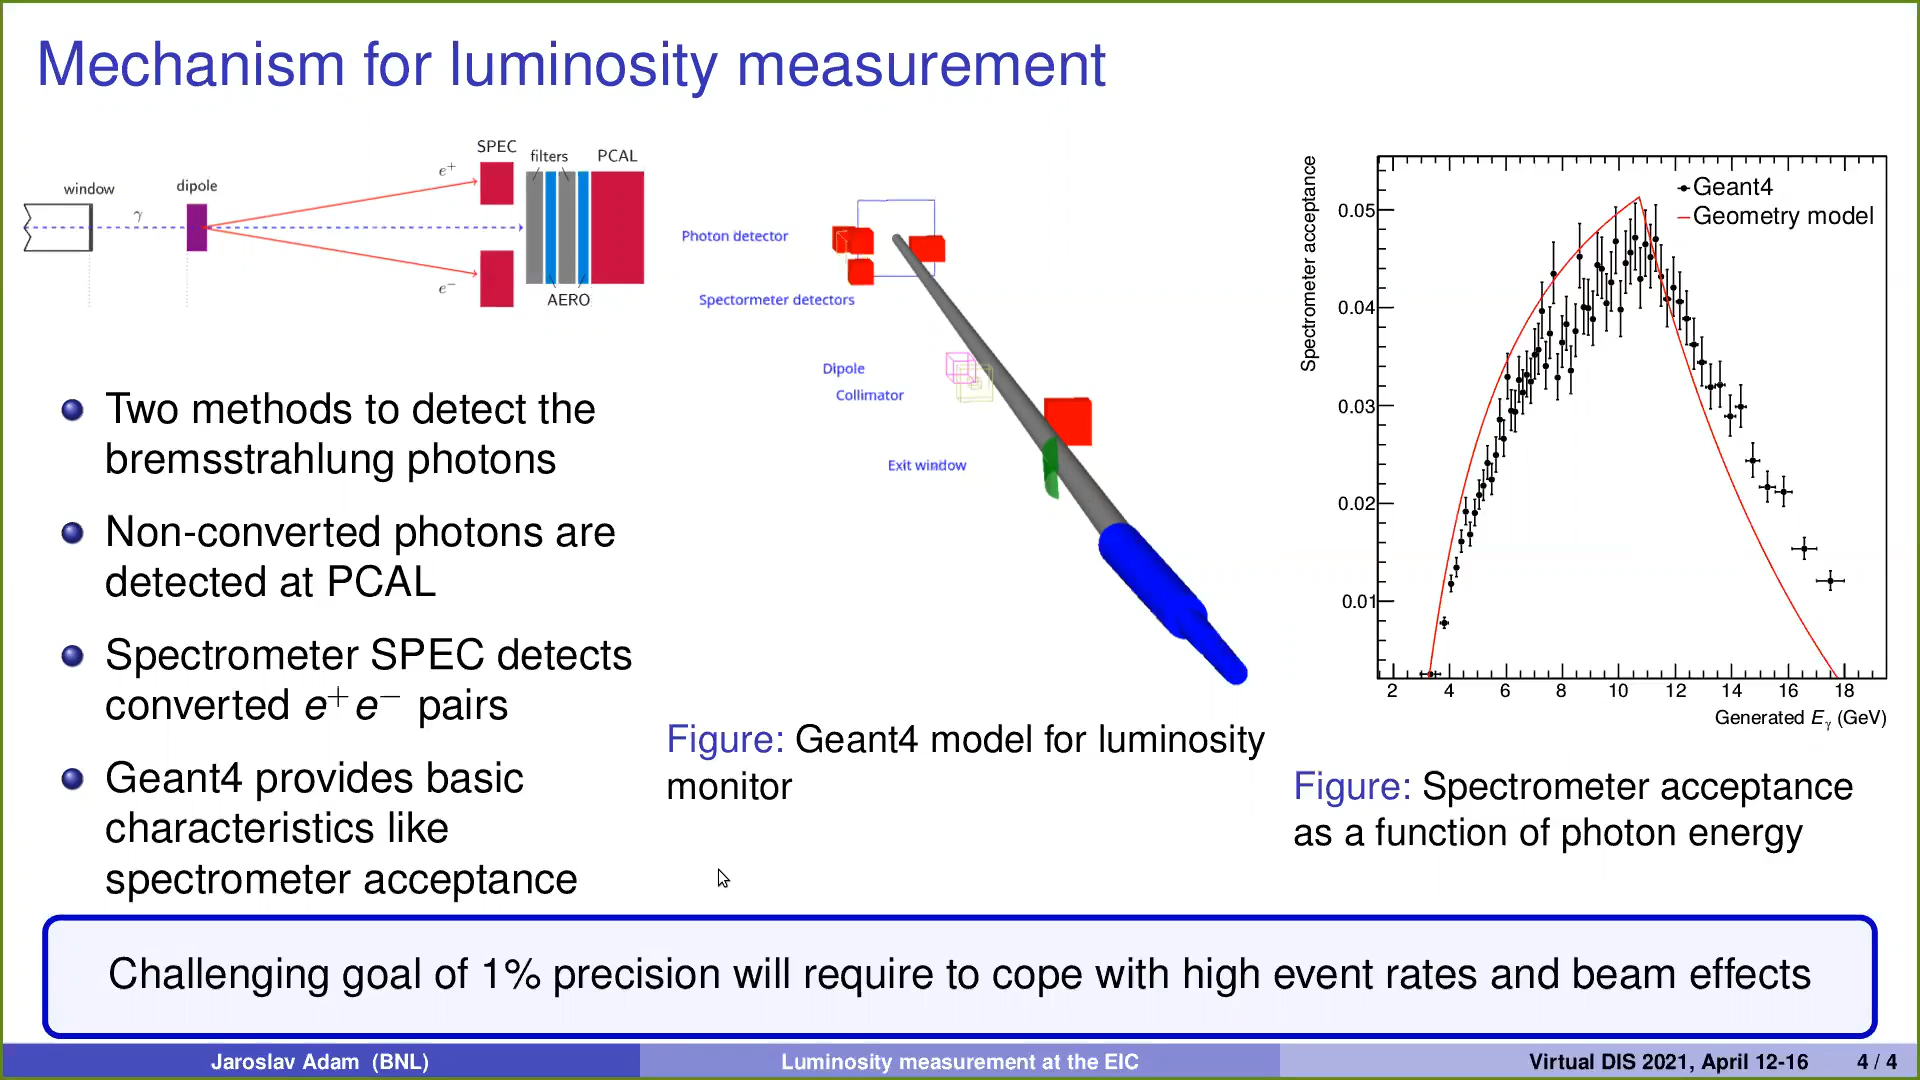 Mechanism for luminosity measurement
window
γ
dipole
e+
e−
SPEC
filters
PCAL
AERO
Two methods to detect the
bremsstrahlung photons
Non-converted photons are
detected at PCAL
Spectrometer SPEC detects
converted e+e− pairs
Geant4 provides basic
characteristics like
spectrometer acceptance
Photon detector
Spectormeter detectors
Dipole
Collimator
Exit window
Figure: Geant4 model for luminosity
monitor
Spectrometer acceptance
Geant4
Geometry model
0.05
0.04
0.03
0.02
0.01
2 4 6 8 10 12 14 16 18
Generated Eγ (GeV)
Figure: Spectrometer acceptance
as a function of photon energy
Challenging goal of 1% precision will require to cope with high event rates and beam effects
Jaroslav Adam (BNL)
Luminosity measurement at the EIC
Virtual DIS 2021, April 12-16
4 / 4